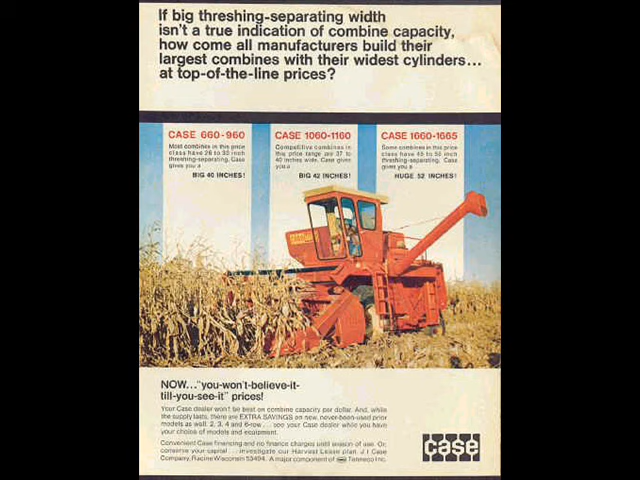 If big threshing-separating width
isn't a true indication of combine capacity,
how come all manufacturers build their
largest combines with their widest cylinders...
at top-of-the-line prices?
CASE 660-960
Most combines in this price
class have 26 to 33 inch
threshing-separating. Case
gives you a
BIG 40 INCHES!
CASE 1060-1160
Competitive combines in
this price range are 37 to
40 inches wide. Case gives
you a
BIG 42 INCHES!
CASE 1660-1665
Some combines in this price
class have 45 to 50 inch
threshing-separating. Case
gives you a
HUGE 52 INCHES!
NOW..."you-won't-believe-it-
till-you-see-it" prices!
Your Case dealer won't be beat on combine capacity per dollar. And, while
the supply lasts, there are EXTRA SAVINGS on new, never-been-used prior
models as well. 2, 3, 4 and 6-row . . . see your Case dealer while you have
your choice of models and equipment.
Convenient Case financing and no finance charges until season of use. Or,
conserve your capital . . . investigate our Harvest Lease plan. J I Case
Company, Racine Wisconsin 53404. A major component of Tenneco Inc.
CASE